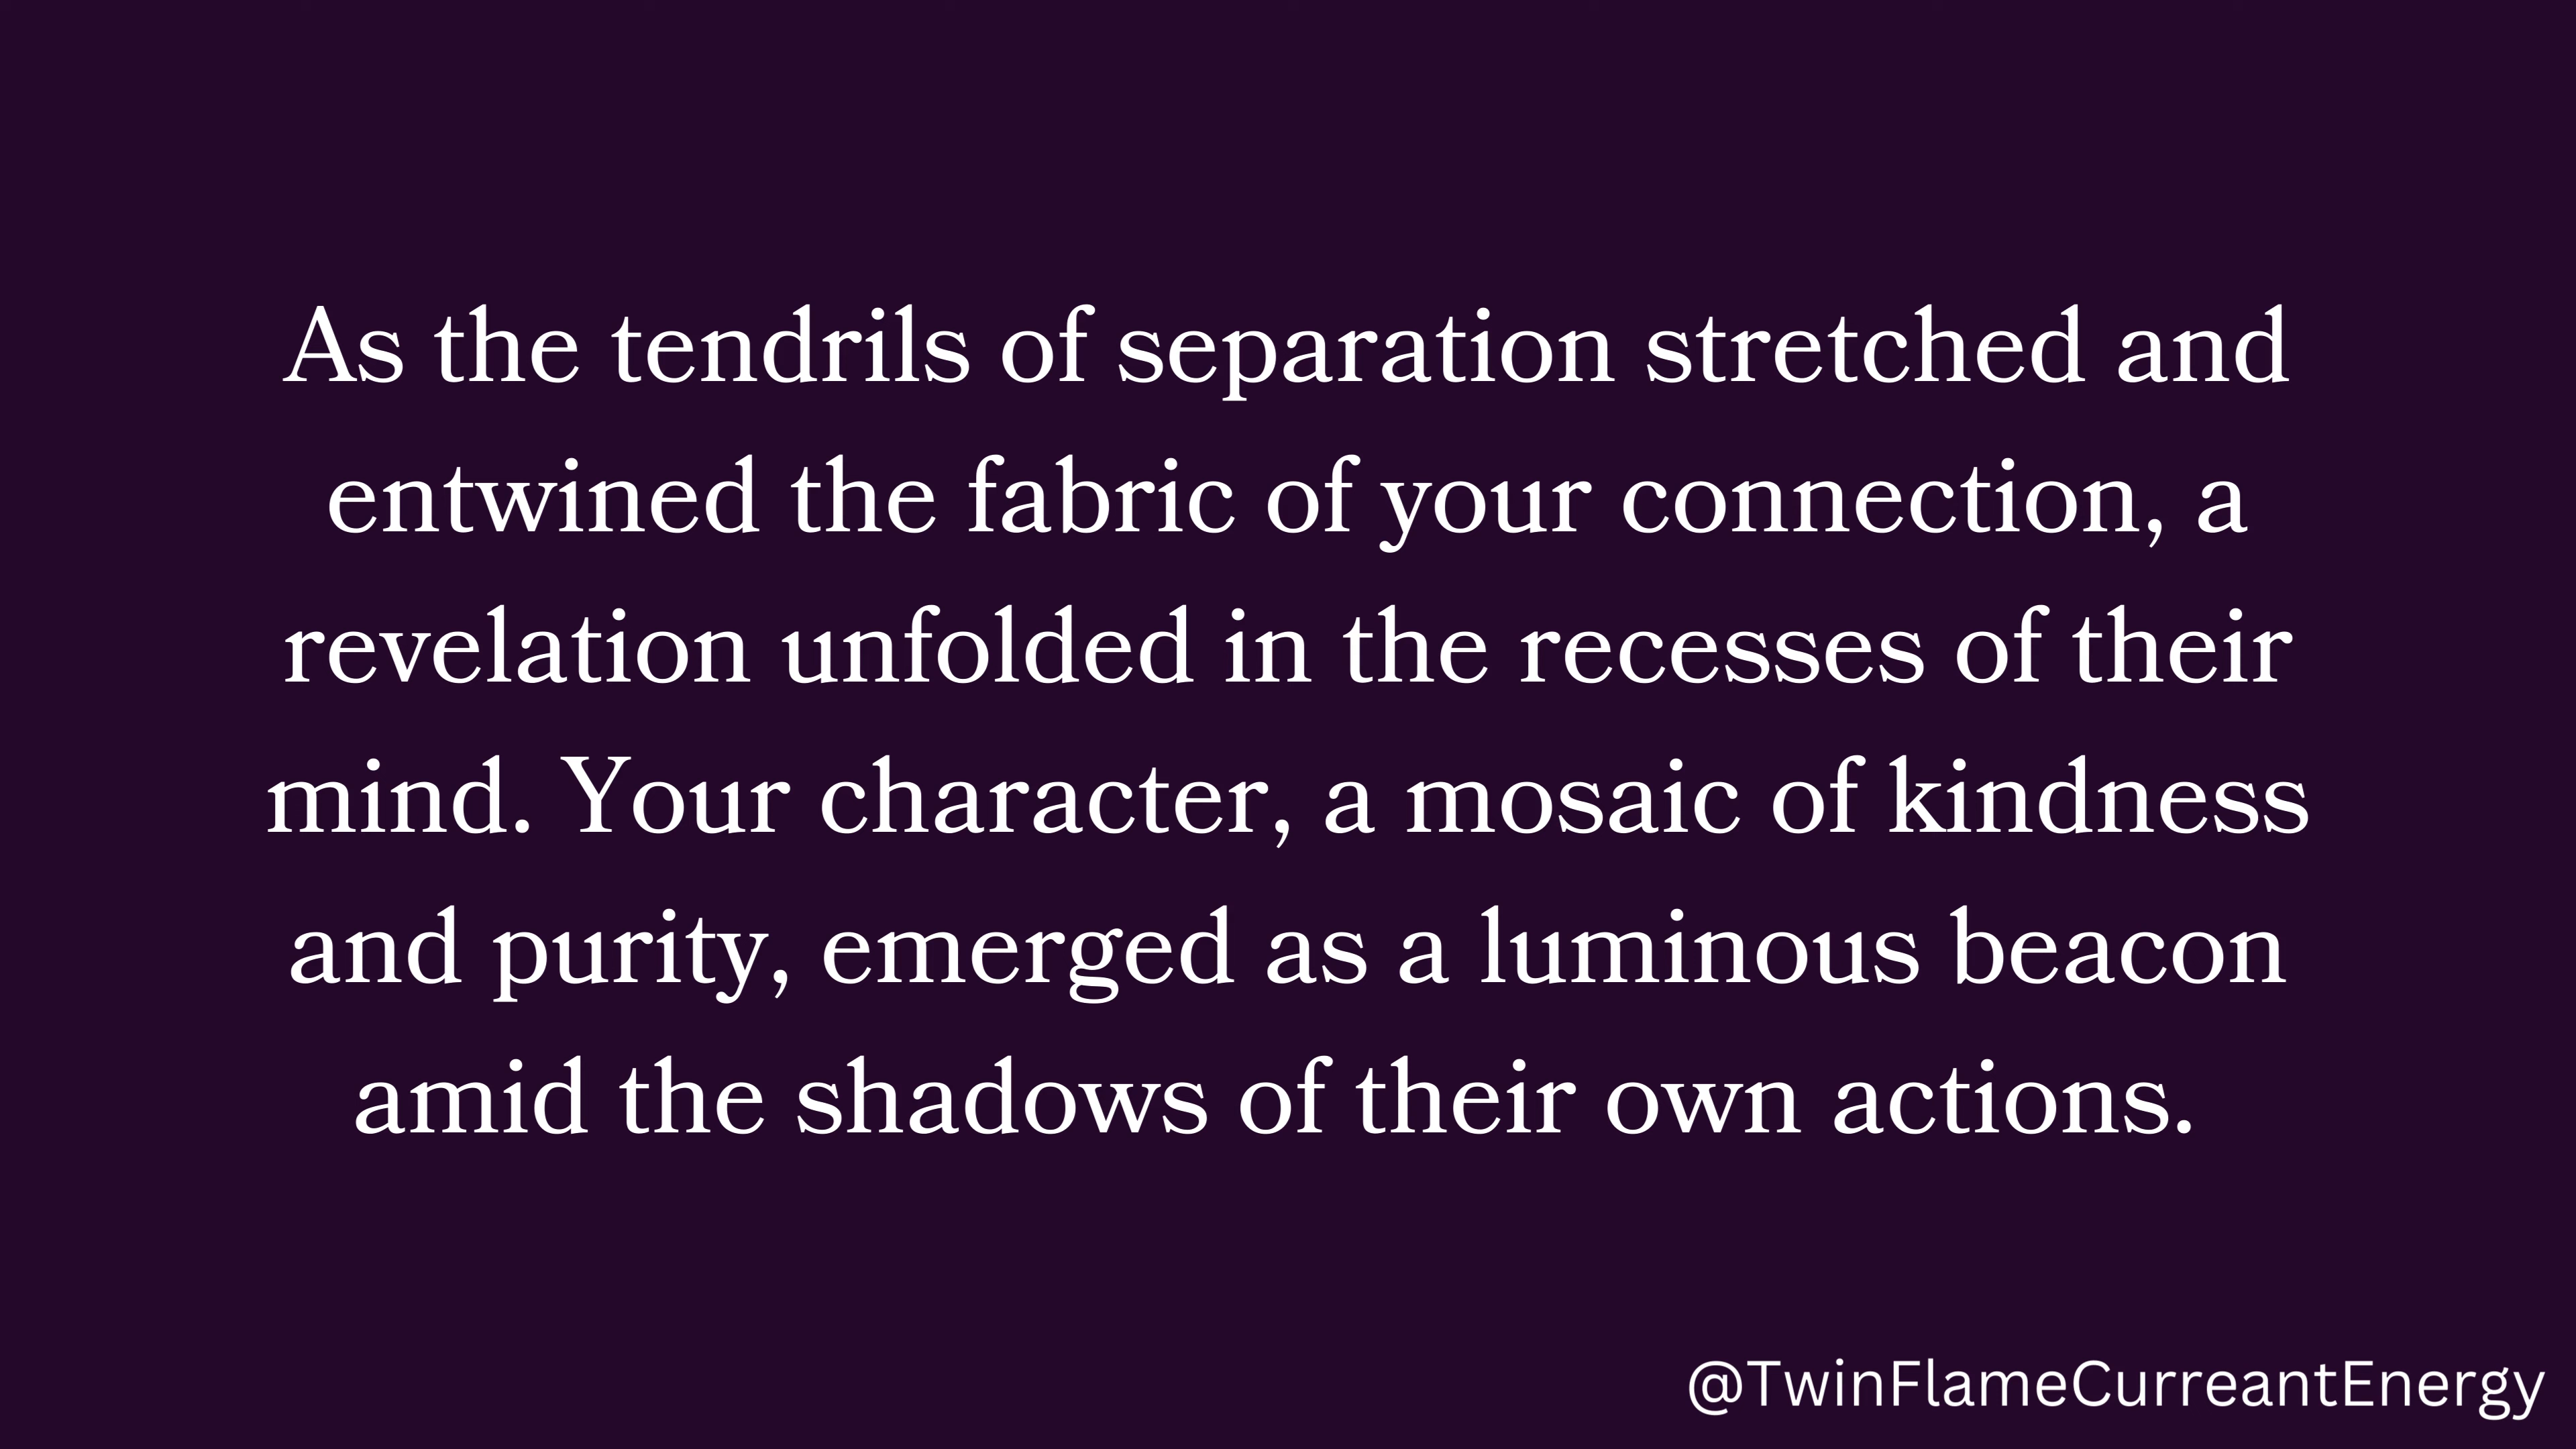 As the tendrils of separation stretched and
entwined the fabric of your connection, a
revelation unfolded in the recesses of their
mind. Your character, a mosaic of kindness
and purity, emerged as a luminous beacon
amid the shadows of their own actions.
@TwinFlameCurreantEnergy